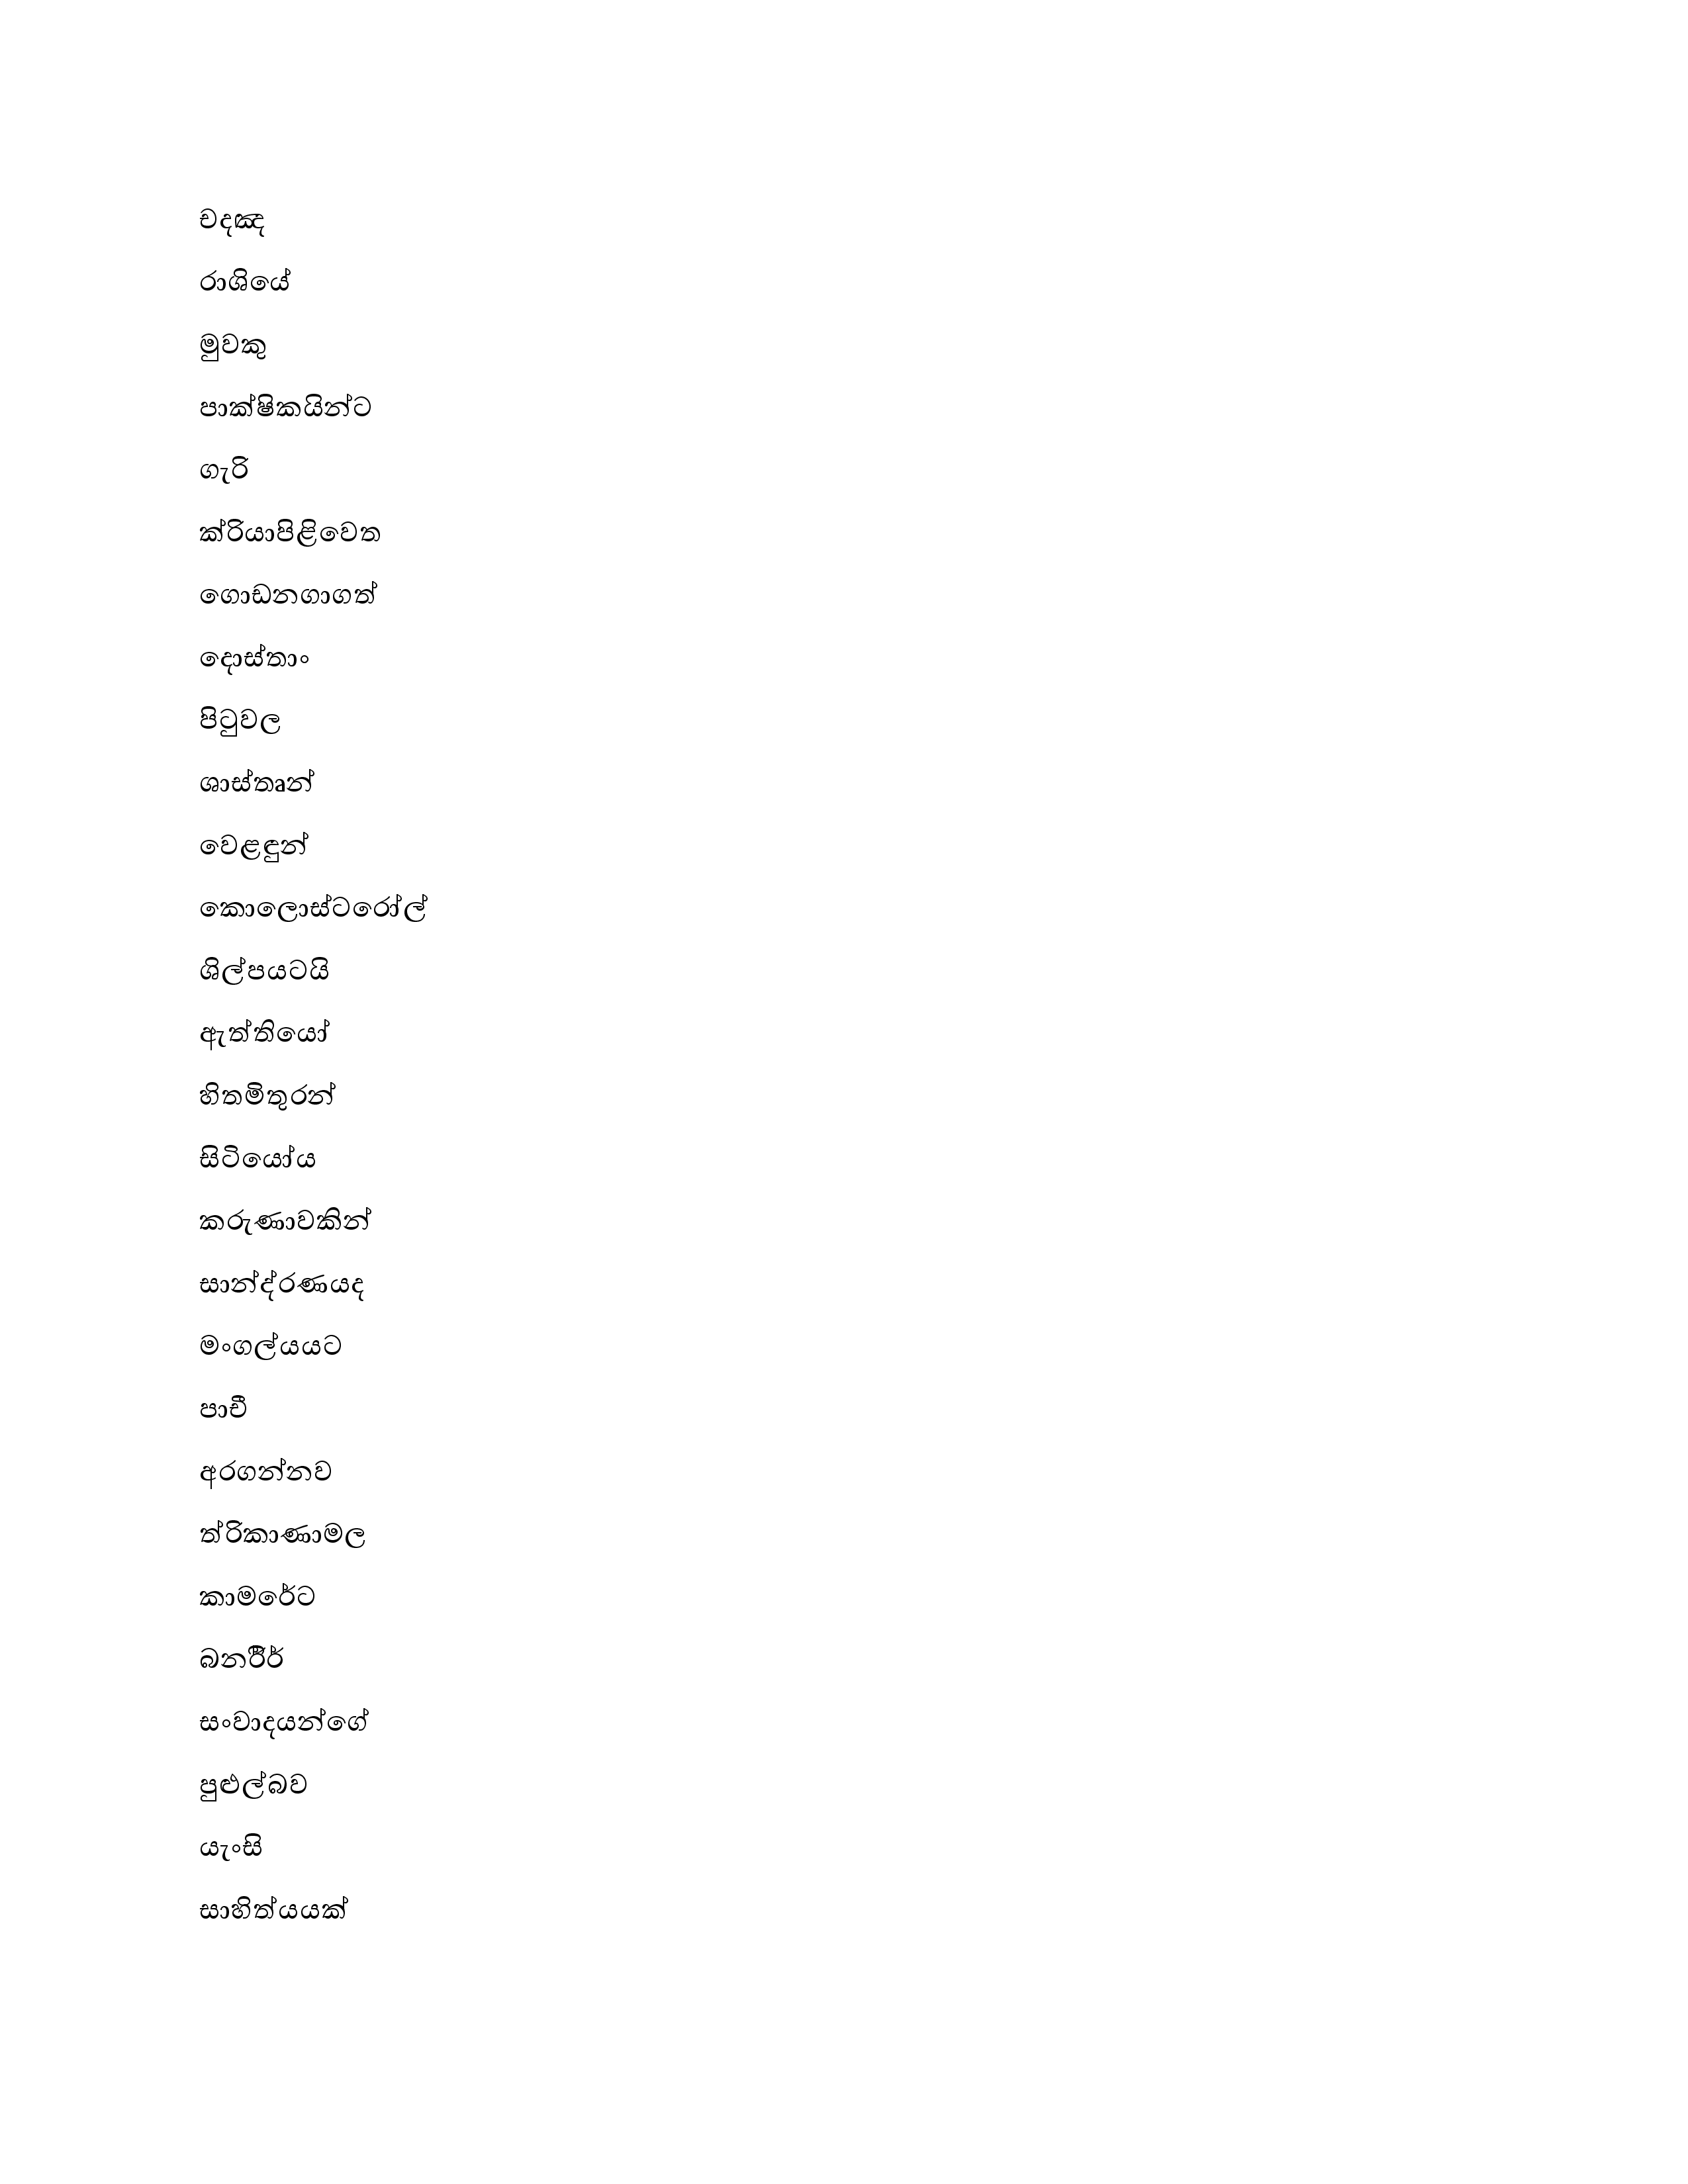 වදඤ
රාශියේ
මුවකු
පාක්ෂිකයින්ට
ගැරි
ක්රියාපිළිවෙත
ගොඩනගාගත්
දොස්තාං
පිටුවල
ශාස්තෘන්
වෙළඳුන්
කොලොස්ටරෝල්
ශිල්පයටයි
ඇත්තියෝ
හිතමිතුරන්
සිටියෝය
කරුණාවකින්
සාන්ද්රණයද
මංගල්යයට
පාචී
අරගන්නව
ත්රිකාණාමල
කාමරේට
සංවාදයන්ගේ
පුළුල්බව
යැංසි
සාහිත්යයක්